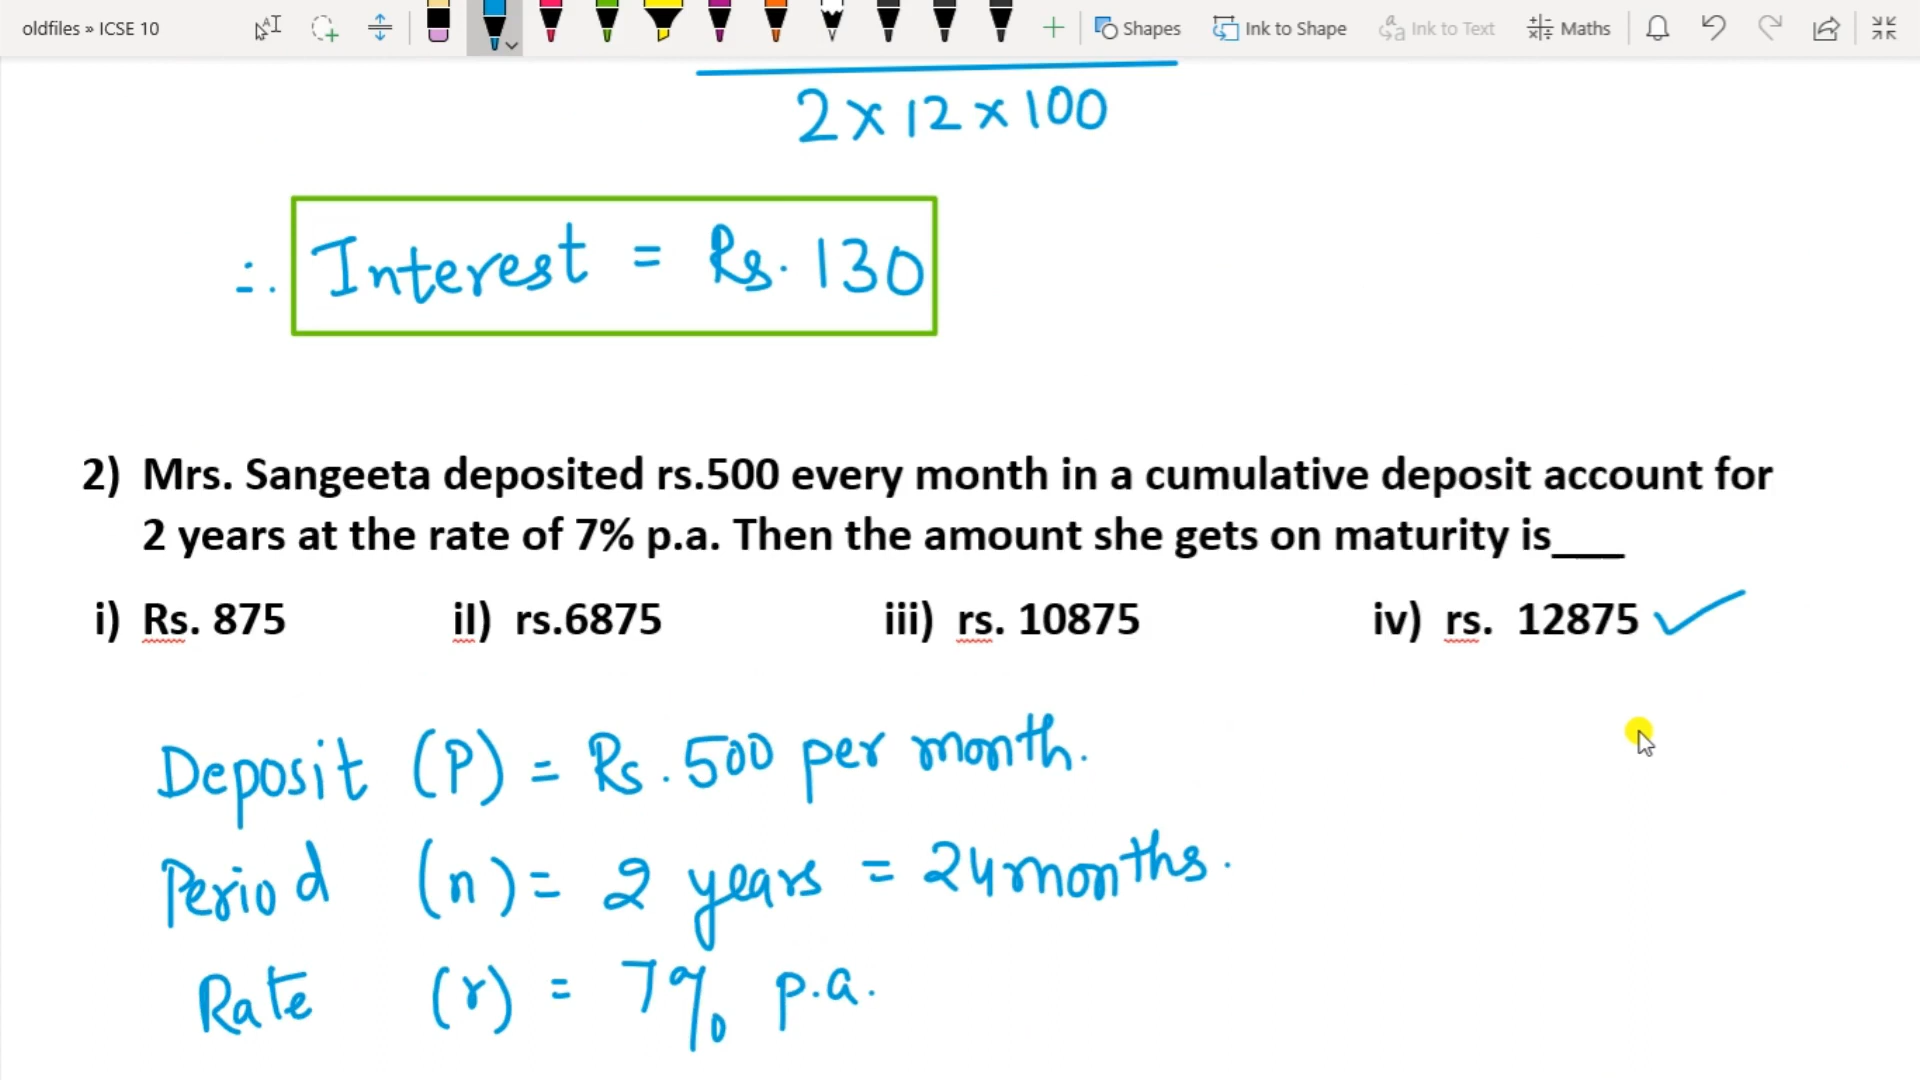 oldfiles » ICSE 10
Shapes
Ink to Shape
Ink to Text
Maths
2 x 12 x 100
∴ Interest = Rs. 130
2) Mrs. Sangeeta deposited rs.500 every month in a cumulative deposit account for
2 years at the rate of 7% p.a. Then the amount she gets on maturity is___
i) Rs. 875 iI) rs.6875 iii) rs. 10875 iv) rs. 12875 ✓
Deposit (P) = Rs. 500 per month.
Period (n) = 2 years = 24 months.
Rate (r) = 7% p.a.